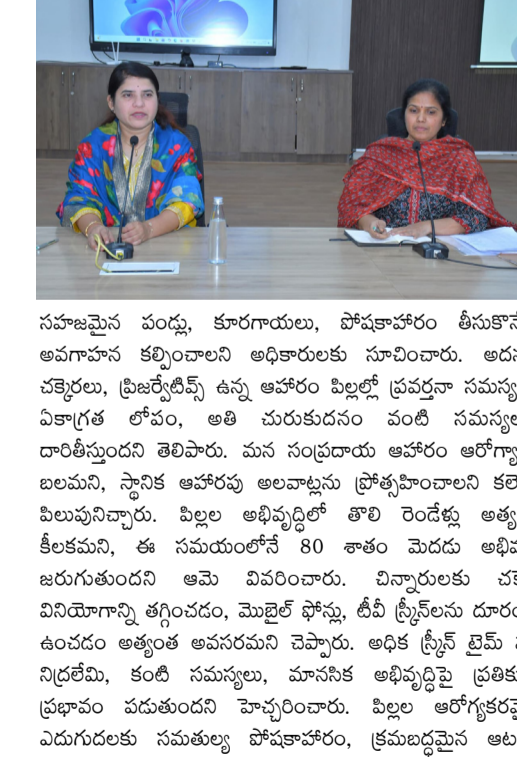 సహజమైన పండ్లు, కూరగాయలు, పోషకాహారం తీసుకొనే
అవగాహన కల్పించాలని అధికారులకు సూచించారు. అదన
చక్కెరలు, ప్రిజర్వేటివ్స్ ఉన్న ఆహారం పిల్లల్లో ప్రవర్తనా సమస్య
ఏకాగ్రత లోపం, అతి చురుకుదనం వంటి సమస్యల
దారితీస్తుందని తెలిపారు. మన సంప్రదాయ ఆహారం ఆరోగ్యా
బలమని, స్థానిక ఆహారపు అలవాట్లను ప్రోత్సహించాలని కలె
పిలుపునిచ్చారు. పిల్లల అభివృద్ధిలో తొలి రెండేళ్లు అత్య
కీలకమని, ఈ సమయంలోనే 80 శాతం మెదడు అభివ
జరుగుతుందని ఆమె వివరించారు. చిన్నారులకు చక్
వినియోగాన్ని తగ్గించడం, మొబైల్ ఫోన్లు, టీవీ స్క్రీన్‌లను దూరం
ఉంచడం అత్యంత అవసరమని చెప్పారు. అధిక స్క్రీన్ టైమ్
నిద్రలేమి, కంటి సమస్యలు, మానసిక అభివృద్ధిపై ప్రతికూ
ప్రభావం పడుతుందని హెచ్చరించారు. పిల్లల ఆరోగ్యకరమై
ఎదుగుదలకు సమతుల్య పోషకాహారం, క్రమబద్ధమైన ఆట